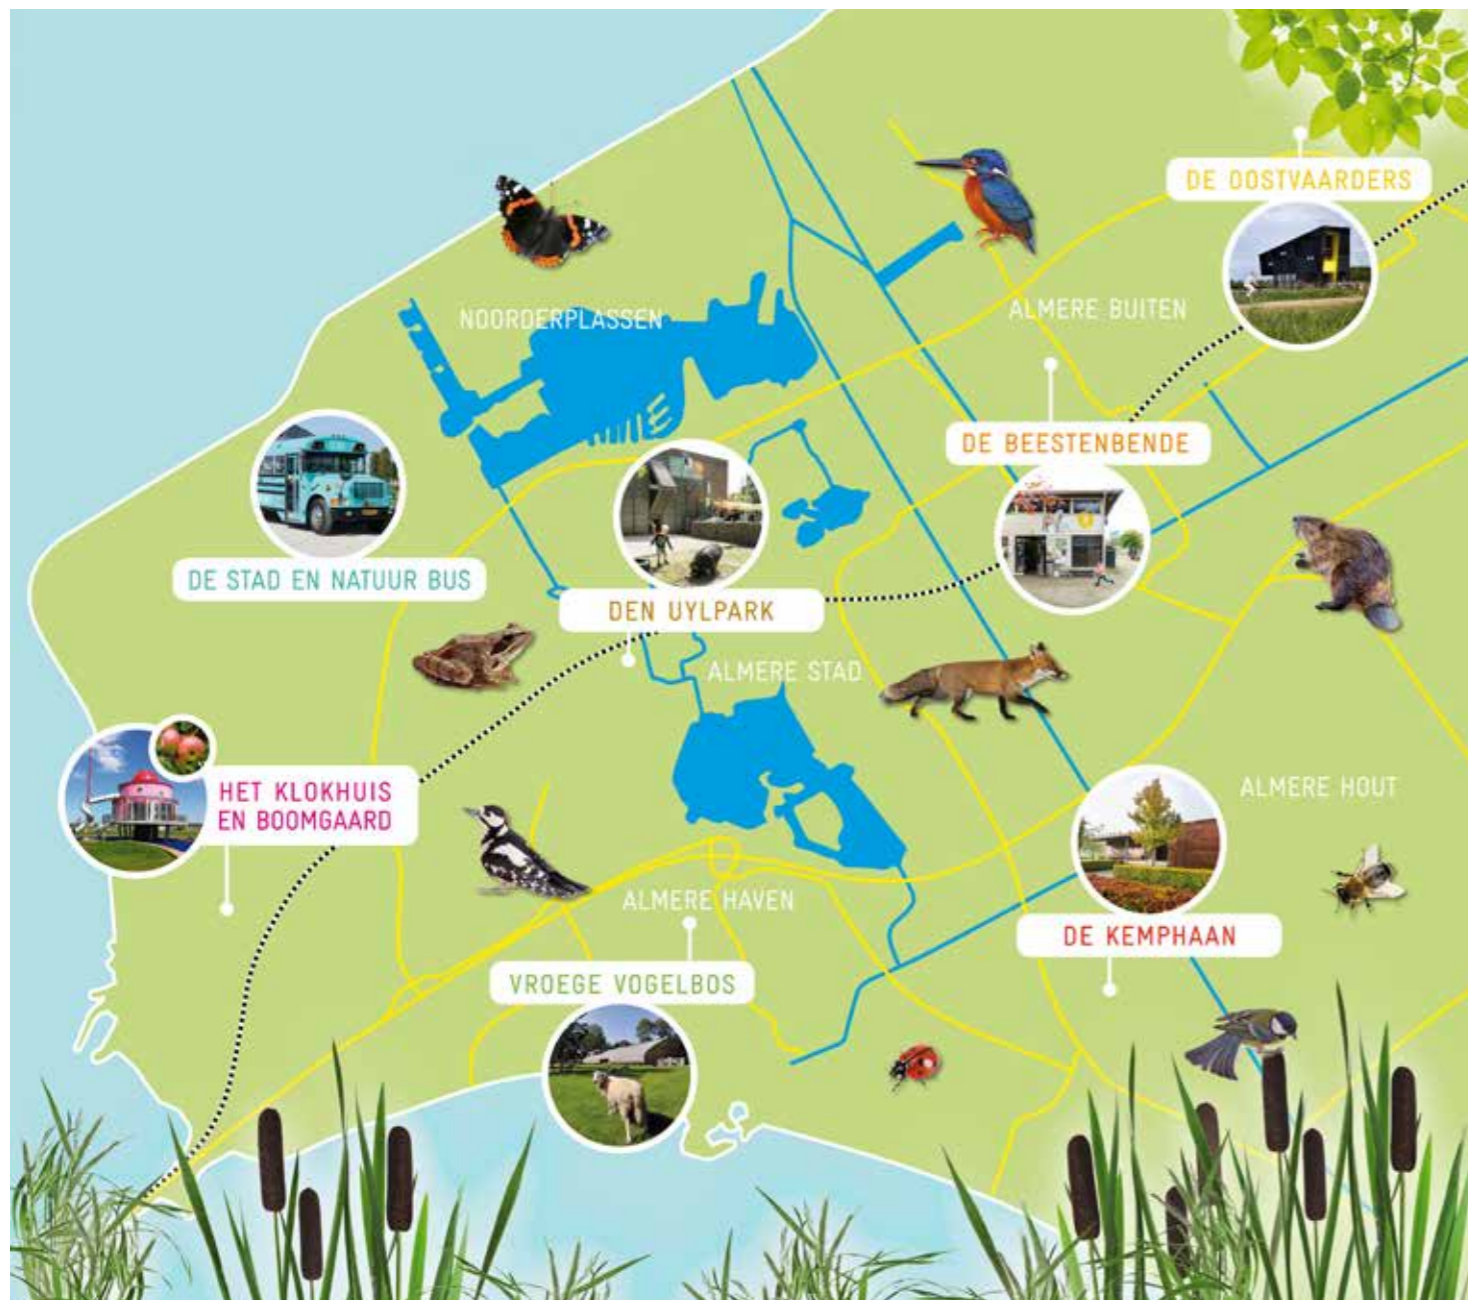 DE OOSTVAARDERS
NOORDERPLASSEN
ALMERE BUITEN
DE BEESTENBENDE
DE STAD EN NATUUR BUS
DEN UYLPARK
ALMERE STAD
HET KLOKHUIS
EN BOOMGAARD
ALMERE HOUT
ALMERE HAVEN
DE KEMPHAAN
VROEGE VOGELBOS